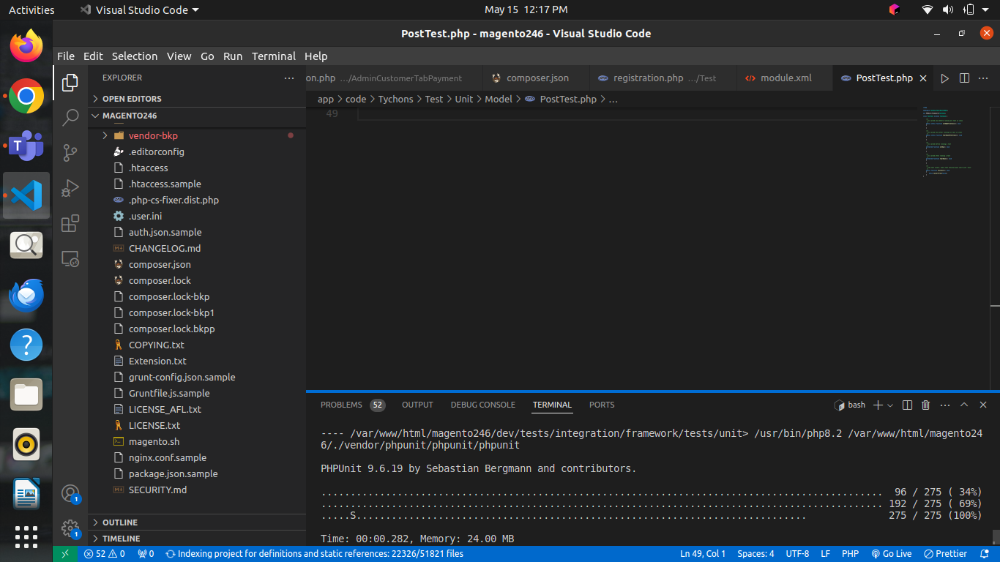 Activities
Visual Studio Code
May 15 12:17 PM
PostTest.php - magento246 - Visual Studio Code
File Edit Selection View Go Run Terminal Help
EXPLORER
OPEN EDITORS
MAGENTO246
vendor-bkp
.editorconfig
.htaccess
.htaccess.sample
.php-cs-fixer.dist.php
.user.ini
auth.json.sample
CHANGELOG.md
composer.json
composer.lock
composer.lock-bkp
composer.lock-bkp1
composer.lock.bkpp
COPYING.txt
Extension.txt
grunt-config.json.sample
Gruntfile.js.sample
LICENSE_AFL.txt
LICENSE.txt
magento.sh
nginx.conf.sample
package.json.sample
SECURITY.md
OUTLINE
TIMELINE
on.php .../AdminCustomerTabPayment
composer.json
registration.php .../Test
module.xml
PostTest.php
app > code > Tychons > Test > Unit > Model > PostTest.php > ...
49
PROBLEMS 52 OUTPUT DEBUG CONSOLE TERMINAL PORTS
bash
---- /var/www/html/magento246/dev/tests/integration/framework/tests/unit> /usr/bin/php8.2 /var/www/html/magento24
6/./vendor/phpunit/phpunit/phpunit
PHPUnit 9.6.19 by Sebastian Bergmann and contributors.
................................................................................................ 96 / 275 ( 34%)
................................................................................................ 192 / 275 ( 69%)
.....S............................................................................. 275 / 275 (100%)
Time: 00:00.282, Memory: 24.00 MB
1
1
52 0
0
Indexing project for definitions and static references: 22326/51821 files
Ln 49, Col 1
Spaces: 4
UTF-8
LF
PHP
Go Live
Prettier